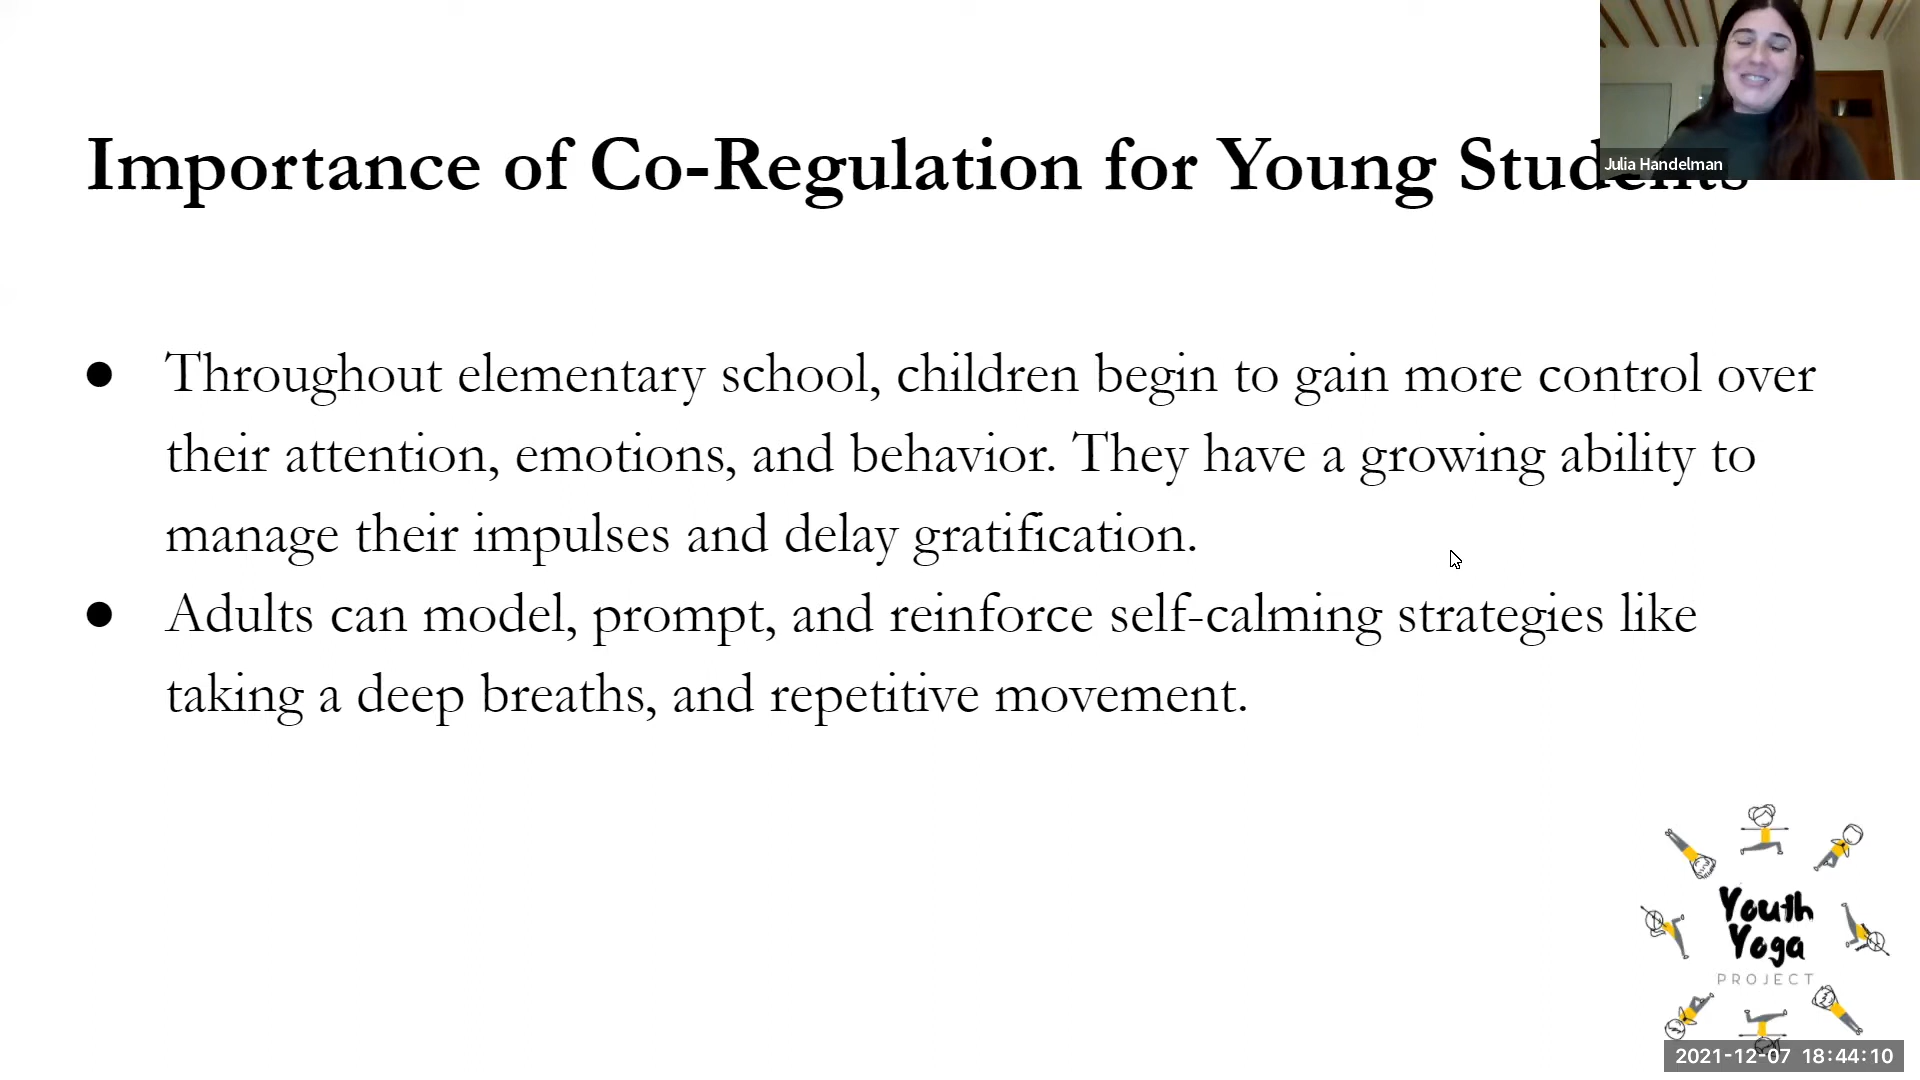 Importance of Co-Regulation for Young Students
Julia Handelman
● Throughout elementary school, children begin to gain more control over
their attention, emotions, and behavior. They have a growing ability to
manage their impulses and delay gratification.
● Adults can model, prompt, and reinforce self-calming strategies like
taking a deep breaths, and repetitive movement.
Youth
Yoga
PROJECT
2021-12-07 18:44:10